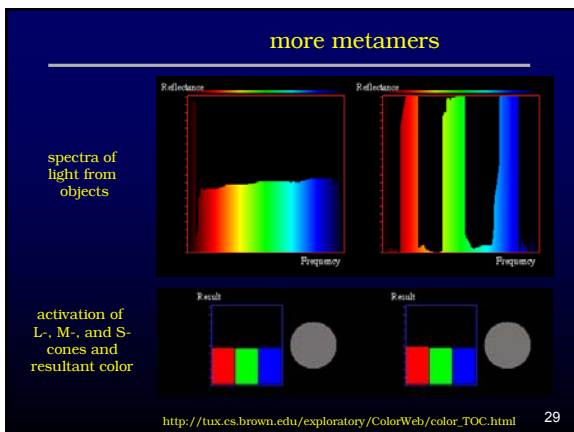 more metamers
Reflectance
Reflectance
spectra of
light from
objects
Frequency
Frequency
activation of
L-, M-, and S-
cones and
resultant color
Result
Result
http://tux.cs.brown.edu/exploratory/ColorWeb/color_TOC.html
29